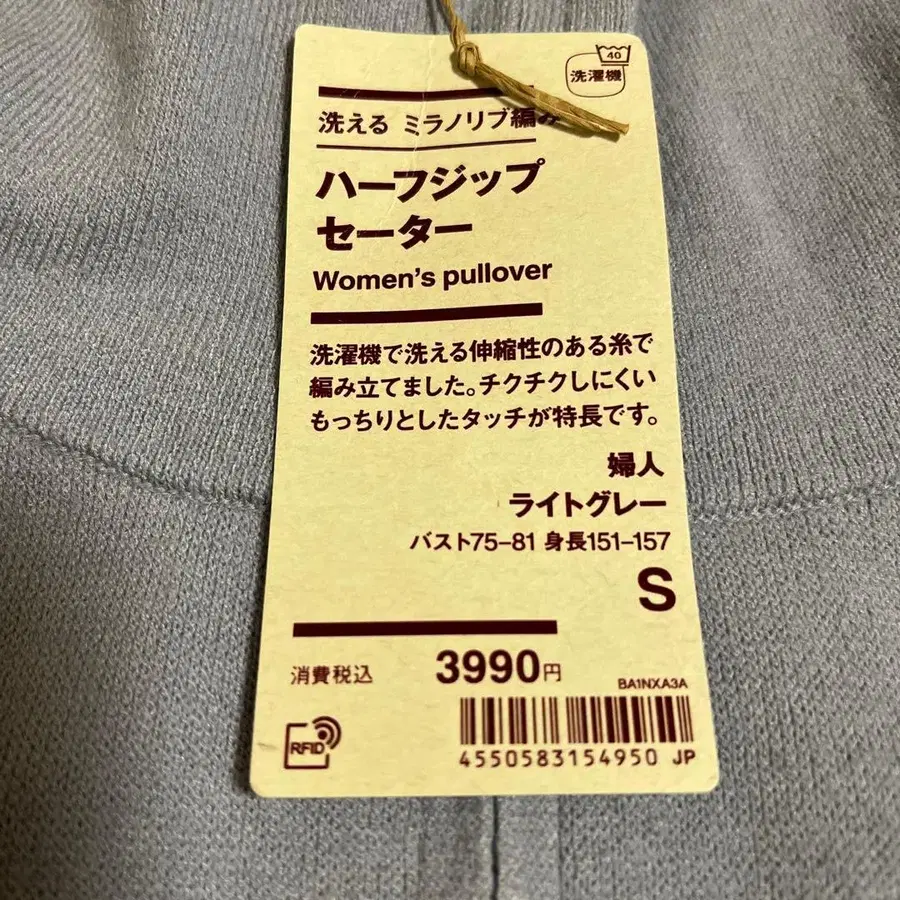 40
洗濯機
洗える ミラノリブ編み
ハーフジップ
セーター
Women's pullover
洗濯機で洗える伸縮性のある糸で
編み立てました。チクチクしにくい
もっちりとしたタッチが特長です。
婦人
ライトグレー
バスト75–81 身長151–157
S
消費税込 3990円
BA1NXA3A
RFID
4550583154950 JP